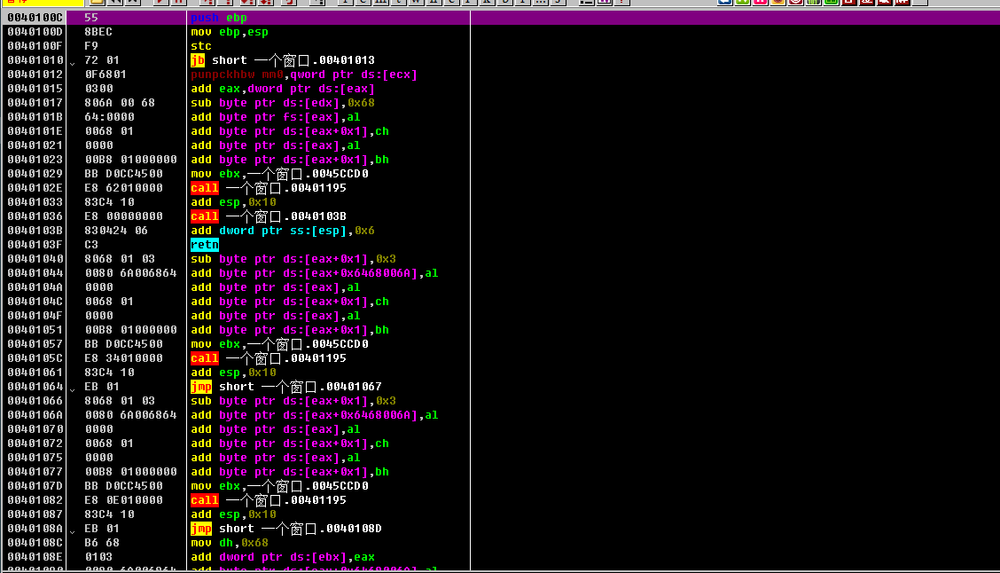 0040100C 55 push ebp
0040100D 8BEC mov ebp,esp
0040100F F9 stc
00401010 72 01 jb short 一个窗口.00401013
00401012 0F6801 punpckhbw mm0,qword ptr ds:[ecx]
00401015 0300 add eax,dword ptr ds:[eax]
00401017 806A 00 68 sub byte ptr ds:[edx],0x68
0040101B 64:0000 add byte ptr fs:[eax],al
0040101E 0068 01 add byte ptr ds:[eax+0x1],ch
00401021 0000 add byte ptr ds:[eax],al
00401023 00B8 01000000 add byte ptr ds:[eax+0x1],bh
00401029 BB D0CC4500 mov ebx,一个窗口.0045CCD0
0040102E E8 62010000 call 一个窗口.00401195
00401033 83C4 10 add esp,0x10
00401036 E8 00000000 call 一个窗口.0040103B
0040103B 830424 06 add dword ptr ss:[esp],0x6
0040103F C3 retn
00401040 8068 01 03 sub byte ptr ds:[eax+0x1],0x3
00401044 0080 6A006864 add byte ptr ds:[eax+0x6468006A],al
0040104A 0000 add byte ptr ds:[eax],al
0040104C 0068 01 add byte ptr ds:[eax+0x1],ch
0040104F 0000 add byte ptr ds:[eax],al
00401051 00B8 01000000 add byte ptr ds:[eax+0x1],bh
00401057 BB D0CC4500 mov ebx,一个窗口.0045CCD0
0040105C E8 34010000 call 一个窗口.00401195
00401061 83C4 10 add esp,0x10
00401064 EB 01 jmp short 一个窗口.00401067
00401066 8068 01 03 sub byte ptr ds:[eax+0x1],0x3
0040106A 0080 6A006864 add byte ptr ds:[eax+0x6468006A],al
00401070 0000 add byte ptr ds:[eax],al
00401072 0068 01 add byte ptr ds:[eax+0x1],ch
00401075 0000 add byte ptr ds:[eax],al
00401077 00B8 01000000 add byte ptr ds:[eax+0x1],bh
0040107D BB D0CC4500 mov ebx,一个窗口.0045CCD0
00401082 E8 0E010000 call 一个窗口.00401195
00401087 83C4 10 add esp,0x10
0040108A EB 01 jmp short 一个窗口.0040108D
0040108C B6 68 mov dh,0x68
0040108E 0103 add dword ptr ds:[ebx],eax